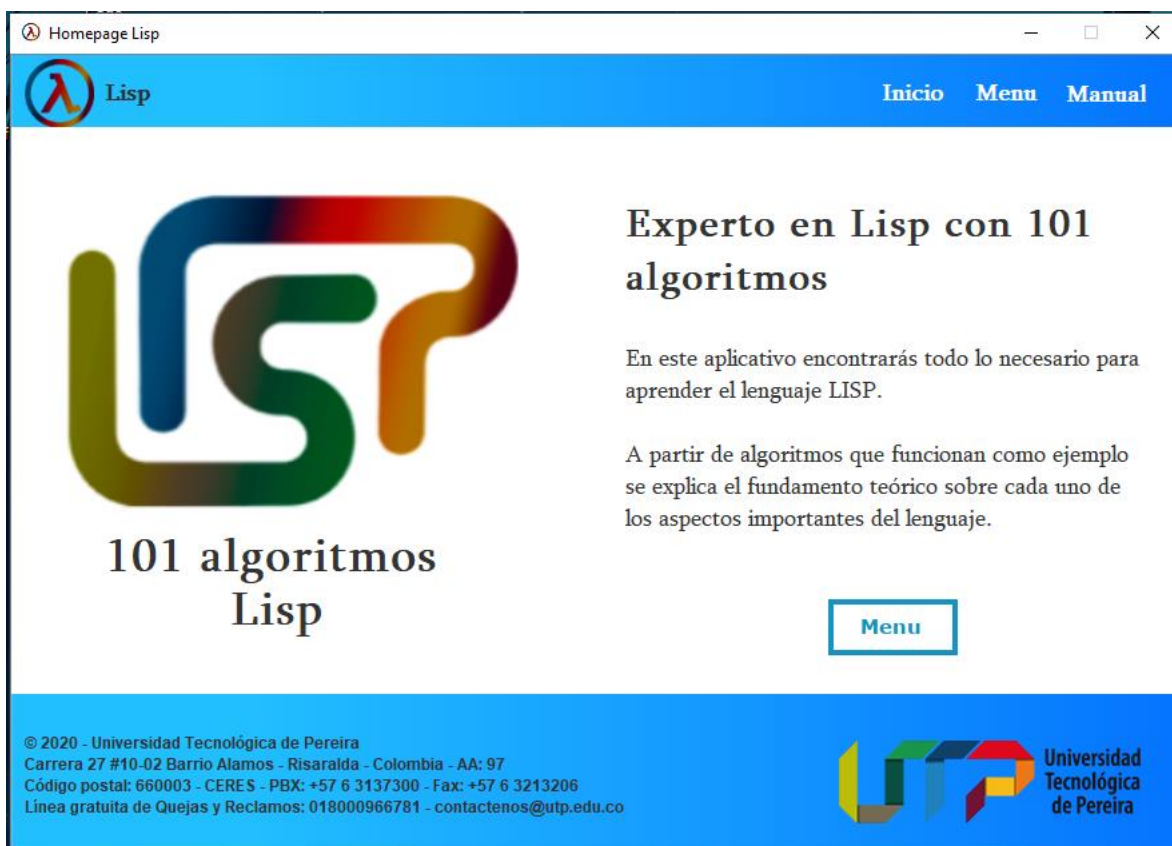 Homepage Lisp
Lisp
Inicio Menu Manual
LISP
101 algoritmos
Lisp
Experto en Lisp con 101
algoritmos
En este aplicativo encontrarás todo lo necesario para
aprender el lenguaje LISP.
A partir de algoritmos que funcionan como ejemplo
se explica el fundamento teórico sobre cada uno de
los aspectos importantes del lenguaje.
Menu
© 2020 - Universidad Tecnológica de Pereira
Carrera 27 #10-02 Barrio Alamos - Risaralda - Colombia - AA: 97
Código postal: 660003 - CERES - PBX: +57 6 3137300 - Fax: +57 6 3213206
Línea gratuita de Quejas y Reclamos: 018000966781 - contactenos@utp.edu.co
UTP
Universidad
Tecnológica
de Pereira